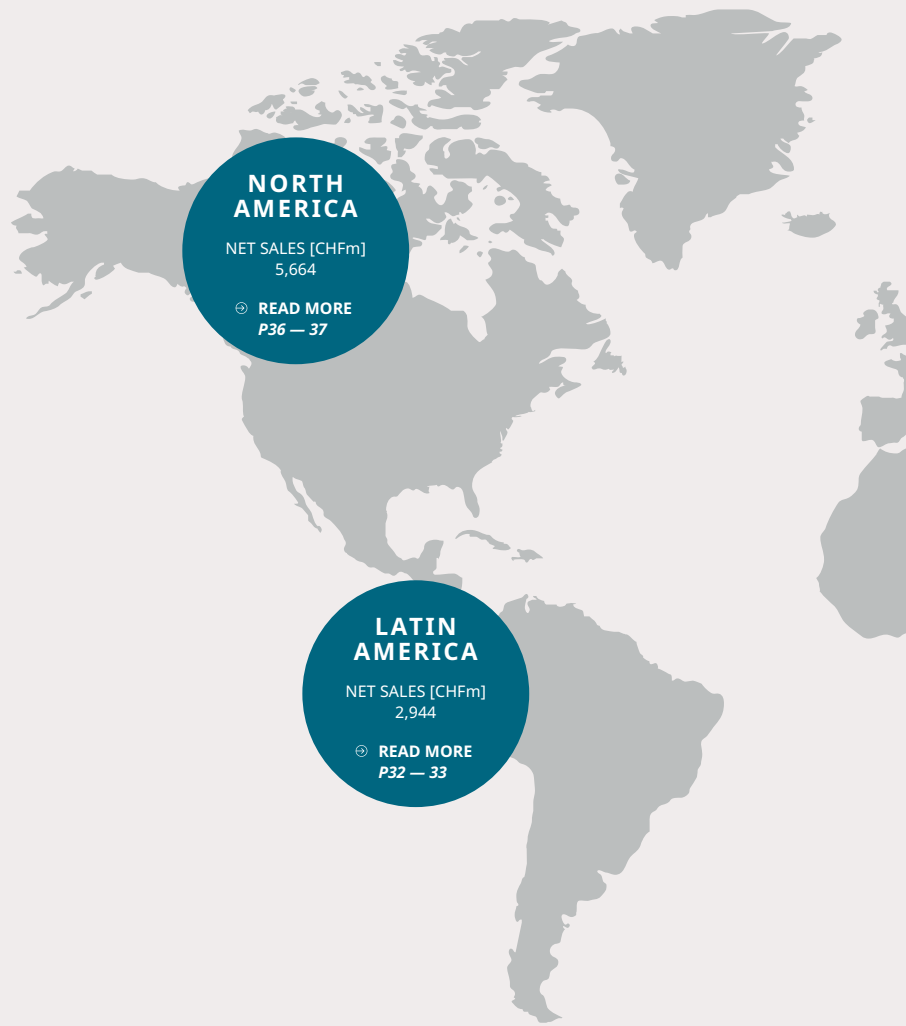 NORTH
AMERICA
NET SALES [CHFm]
5,664
READ MORE
P36 — 37
LATIN
AMERICA
NET SALES [CHFm]
2,944
READ MORE
P32 — 33